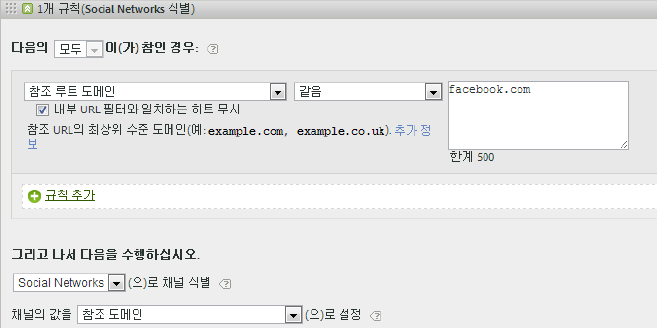 1개 규칙(Social Networks 식별)
다음의 모두 이(가) 참인 경우:
참조 루트 도메인 같음 facebook.com
내부 URL 필터와 일치하는 히트 무시
참조 URL의 최상위 수준 도메인(예:example.com, example.co.uk). 추가 정
보
한계 500
규칙 추가
그리고 나서 다음을 수행하십시오.
Social Networks (으)로 채널 식별
채널의 값을 참조 도메인 (으)로 설정